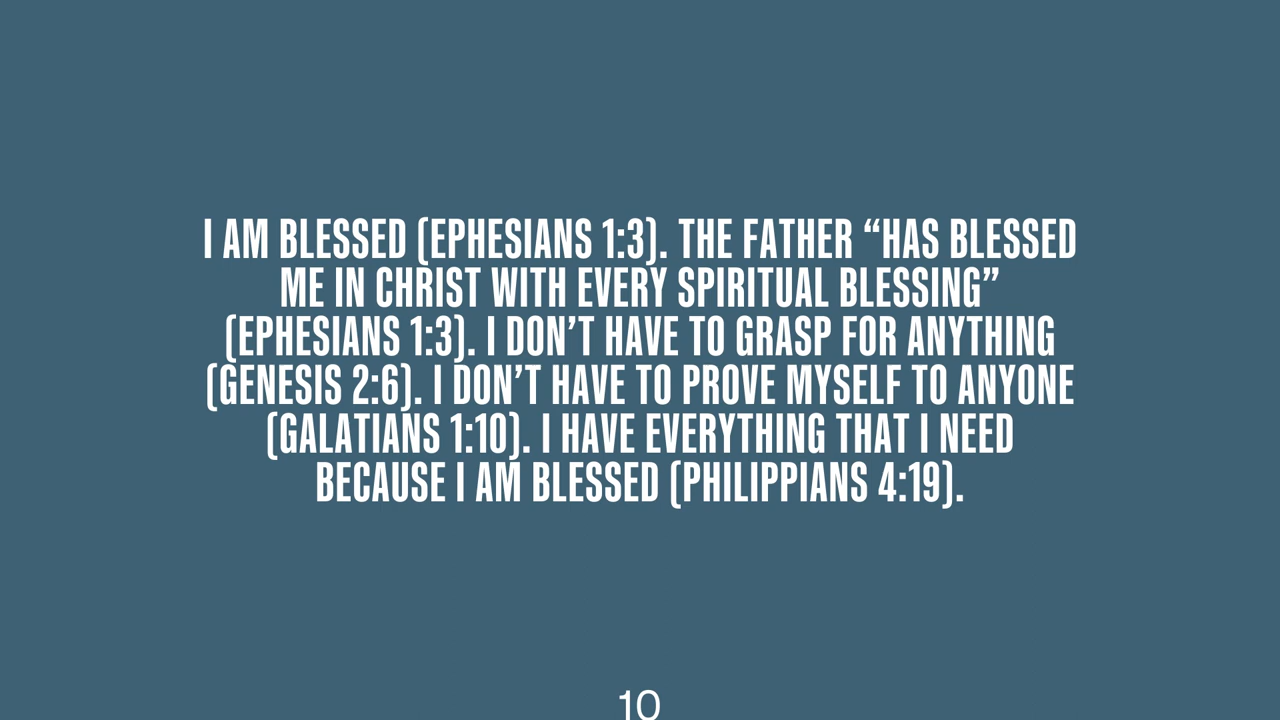 I AM BLESSED (EPHESIANS 1:3). THE FATHER “HAS BLESSED
ME IN CHRIST WITH EVERY SPIRITUAL BLESSING”
(EPHESIANS 1:3). I DON’T HAVE TO GRASP FOR ANYTHING
(GENESIS 2:6). I DON’T HAVE TO PROVE MYSELF TO ANYONE
(GALATIANS 1:10). I HAVE EVERYTHING THAT I NEED
BECAUSE I AM BLESSED (PHILIPPIANS 4:19).
10